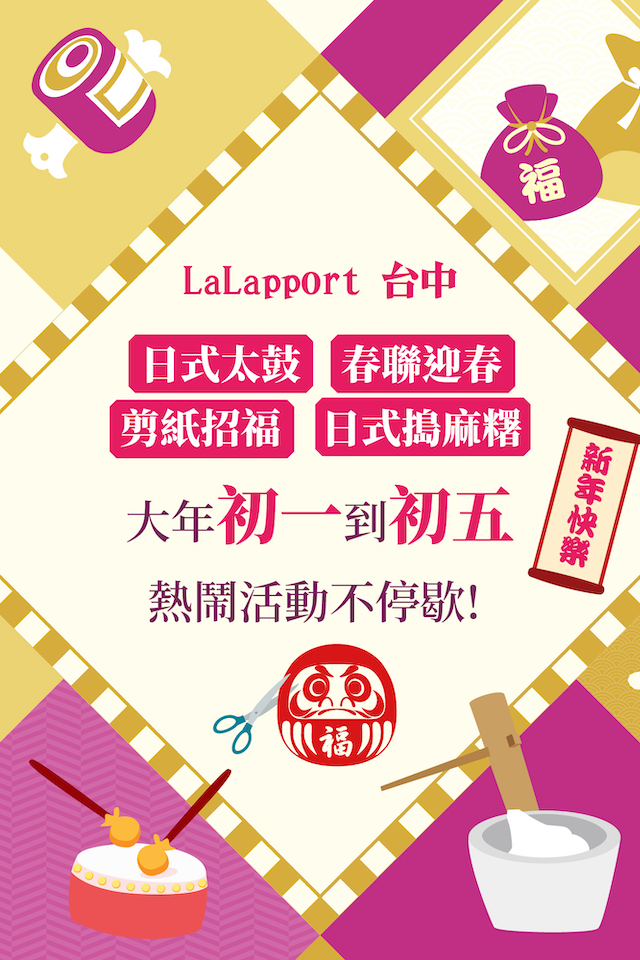 福
LaLapport 台中
日式太鼓 春聯迎春
剪紙招福 日式搗麻糬
大年初一到初五
新年快樂
熱鬧活動不停歇!
福